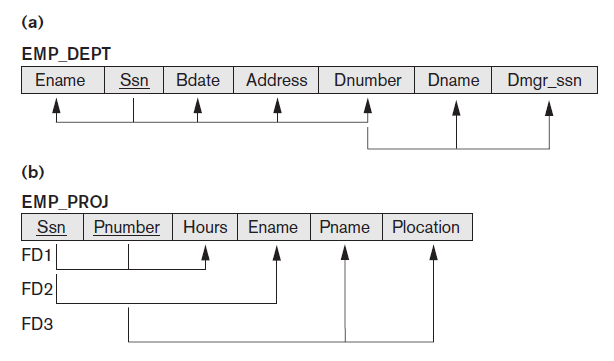 (a)
EMP_DEPT
Ename Ssn Bdate Address Dnumber Dname Dmgr_ssn
(b)
EMP_PROJ
Ssn Pnumber Hours Ename Pname Plocation
FD1
FD2
FD3